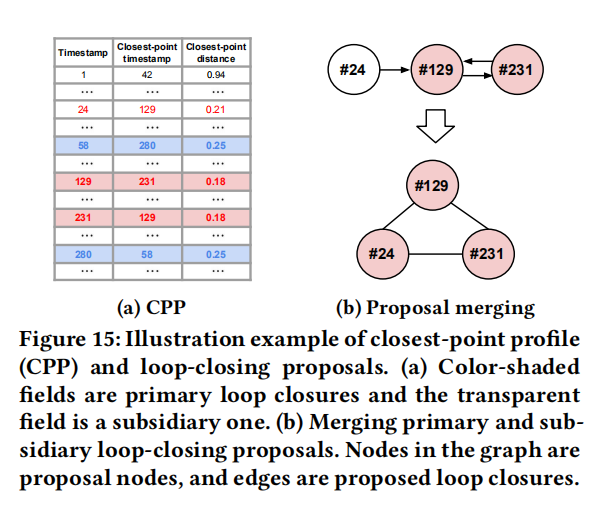 Timestamp Closest-point timestamp Closest-point distance
1 42 0.94
... ... ...
24 129 0.21
... ... ...
58 280 0.25
... ... ...
129 231 0.18
... ... ...
231 129 0.18
... ... ...
280 58 0.25
... ... ...
(a) CPP
#24 #129 #231
#129
#24 #231
(b) Proposal merging
Figure 15: Illustration example of closest-point profile
(CPP) and loop-closing proposals. (a) Color-shaded
fields are primary loop closures and the transparent
field is a subsidiary one. (b) Merging primary and sub-
sidiary loop-closing proposals. Nodes in the graph are
proposal nodes, and edges are proposed loop closures.